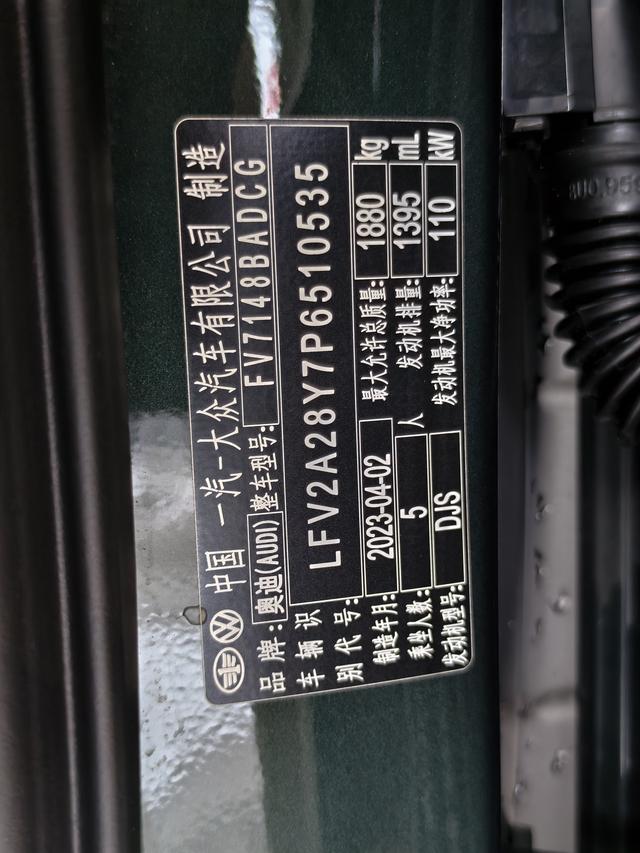 中国 一汽-大众汽车有限公司 制造
品牌: 奥迪(AUDI) 整车型号: FV7148BADCG
车辆识别代号: LFV2A28Y7P6510535
制造年月: 2023-04-02 最大允许总质量: 1880 kg
乘坐人数: 5 人 发动机排量: 1395 mL
发动机型号: DJS 发动机最大净功率: 110 kW
8U0.959